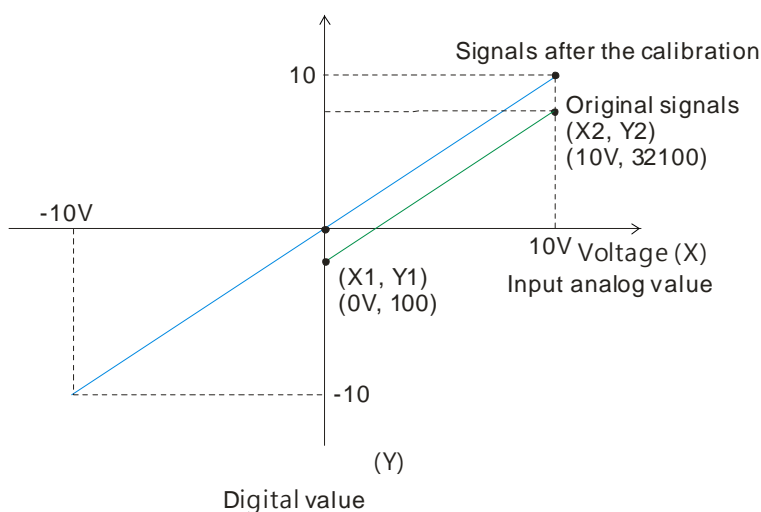 Signals after the calibration
10
Original signals
(X2, Y2)
(10V, 32100)
-10V
10V
Voltage (X)
Input analog value
(X1, Y1)
(0V, 100)
-10
(Y)
Digital value